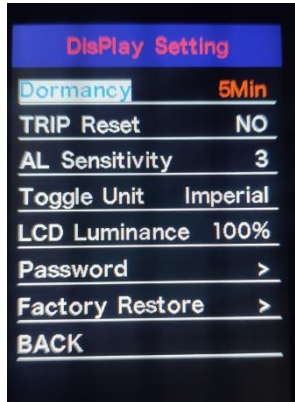 DisPlay Setting
Dormancy 5Min
TRIP Reset NO
AL Sensitivity 3
Toggle Unit Imperial
LCD Luminance 100%
Password >
Factory Restore >
BACK